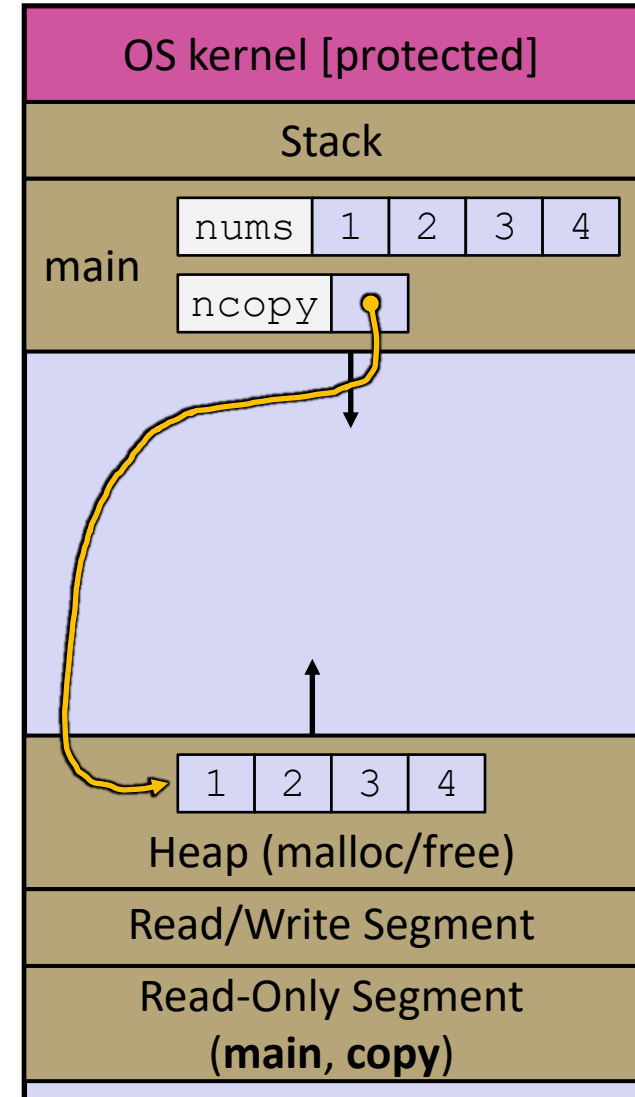 OS kernel [protected]
Stack
main
nums 1 2 3 4
ncopy
1 2 3 4
Heap (malloc/free)
Read/Write Segment
Read-Only Segment
(main, copy)